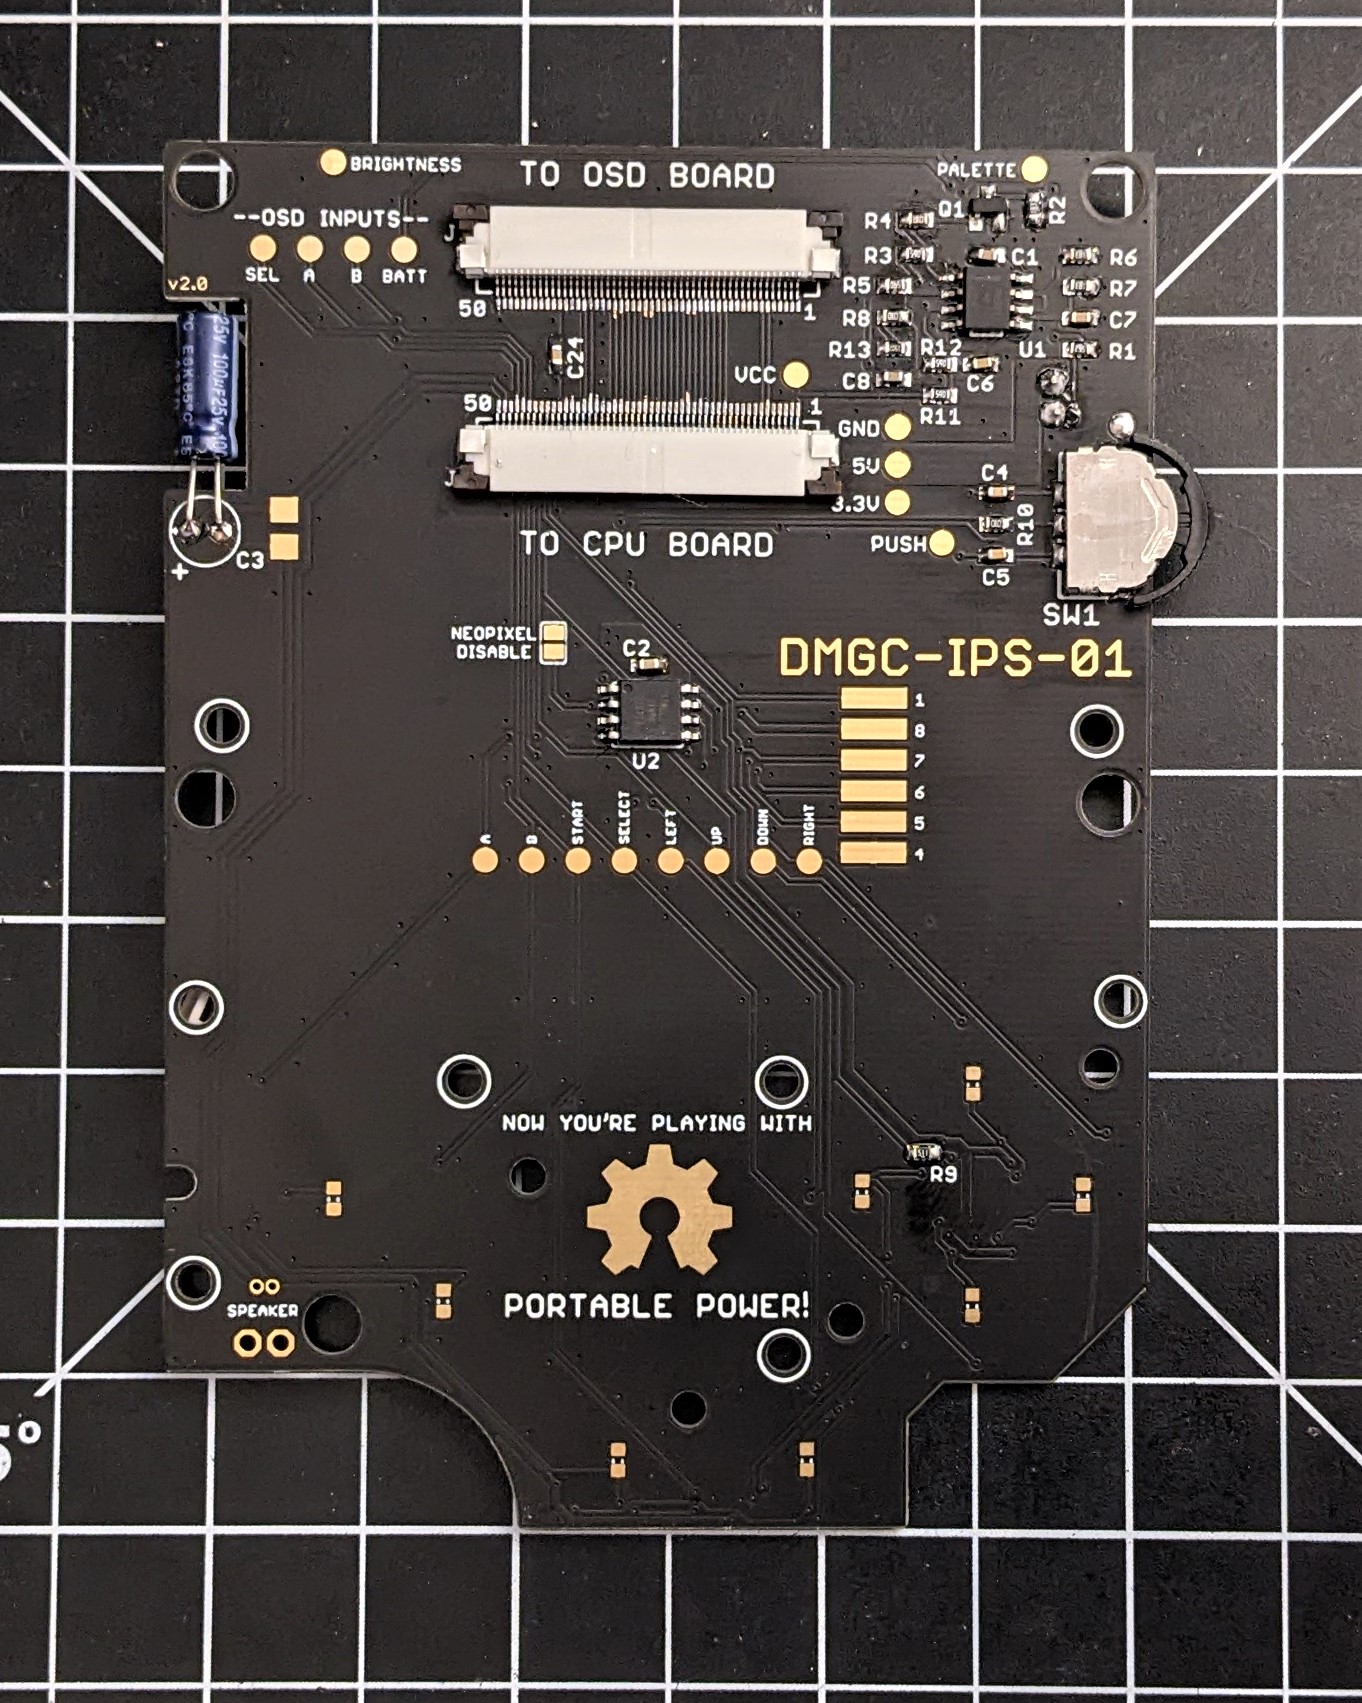 BRIGHTNESS
TO OSD BOARD
PALETTE
--OSD INPUTS--
SEL
A
B
BATT
v2.0
R4
Q1
R2
R3
C1
R6
R5
R7
50
1
R8
C7
R13
R12
U1
R1
C24
VCC
C8
C6
R11
50
1
GND
5V
3.3V
C4
R10
PUSH
C5
TO CPU BOARD
C3
+
25V 100µF 25V
SW1
NEOPIXEL
DISABLE
C2
DMGC-IPS-01
U2
1
8
7
6
5
4
A
B
START
SELECT
LEFT
UP
DOWN
RIGHT
NOW YOU'RE PLAYING WITH
R9
PORTABLE POWER!
SPEAKER